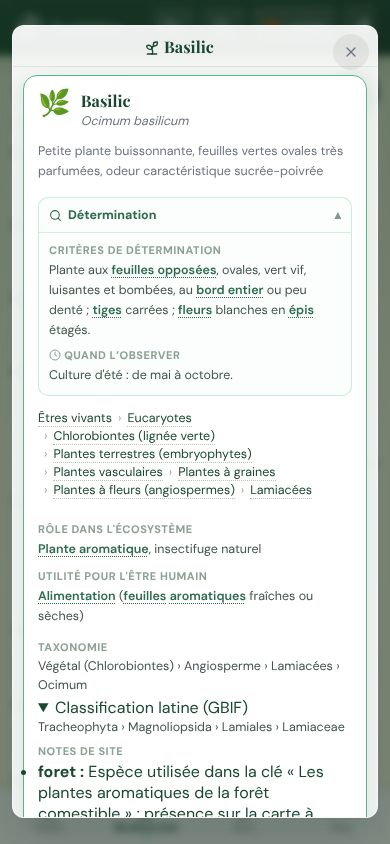 Basilic
Basilic
Ocimum basilicum
Petite plante buissonnante, feuilles vertes ovales très
parfumées, odeur caractéristique sucrée-poivrée
Détermination
CRITÈRES DE DÉTERMINATION
Plante aux feuilles opposées, ovales, vert vif,
luisantes et bombées, au bord entier ou peu
denté ; tiges carrées ; fleurs blanches en épis
étagés.
QUAND L'OBSERVER
Culture d'été : de mai à octobre.
Êtres vivants › Eucaryotes
› Chlorobiontes (lignée verte)
› Plantes terrestres (embryophytes)
› Plantes vasculaires › Plantes à graines
› Plantes à fleurs (angiospermes) › Lamiacées
RÔLE DANS L'ÉCOSYSTÈME
Plante aromatique, insectifuge naturel
UTILITÉ POUR L'ÊTRE HUMAIN
Alimentation (feuilles aromatiques fraîches ou
sèches)
TAXONOMIE
Végétal (Chlorobiontes) › Angiosperme › Lamiacées ›
Ocimum
▼ Classification latine (GBIF)
Tracheophyta › Magnoliopsida › Lamiales › Lamiaceae
NOTES DE SITE
• foret : Espèce utilisée dans la clé « Les
plantes aromatiques de la forêt
comestible » ; présence sur la carte à